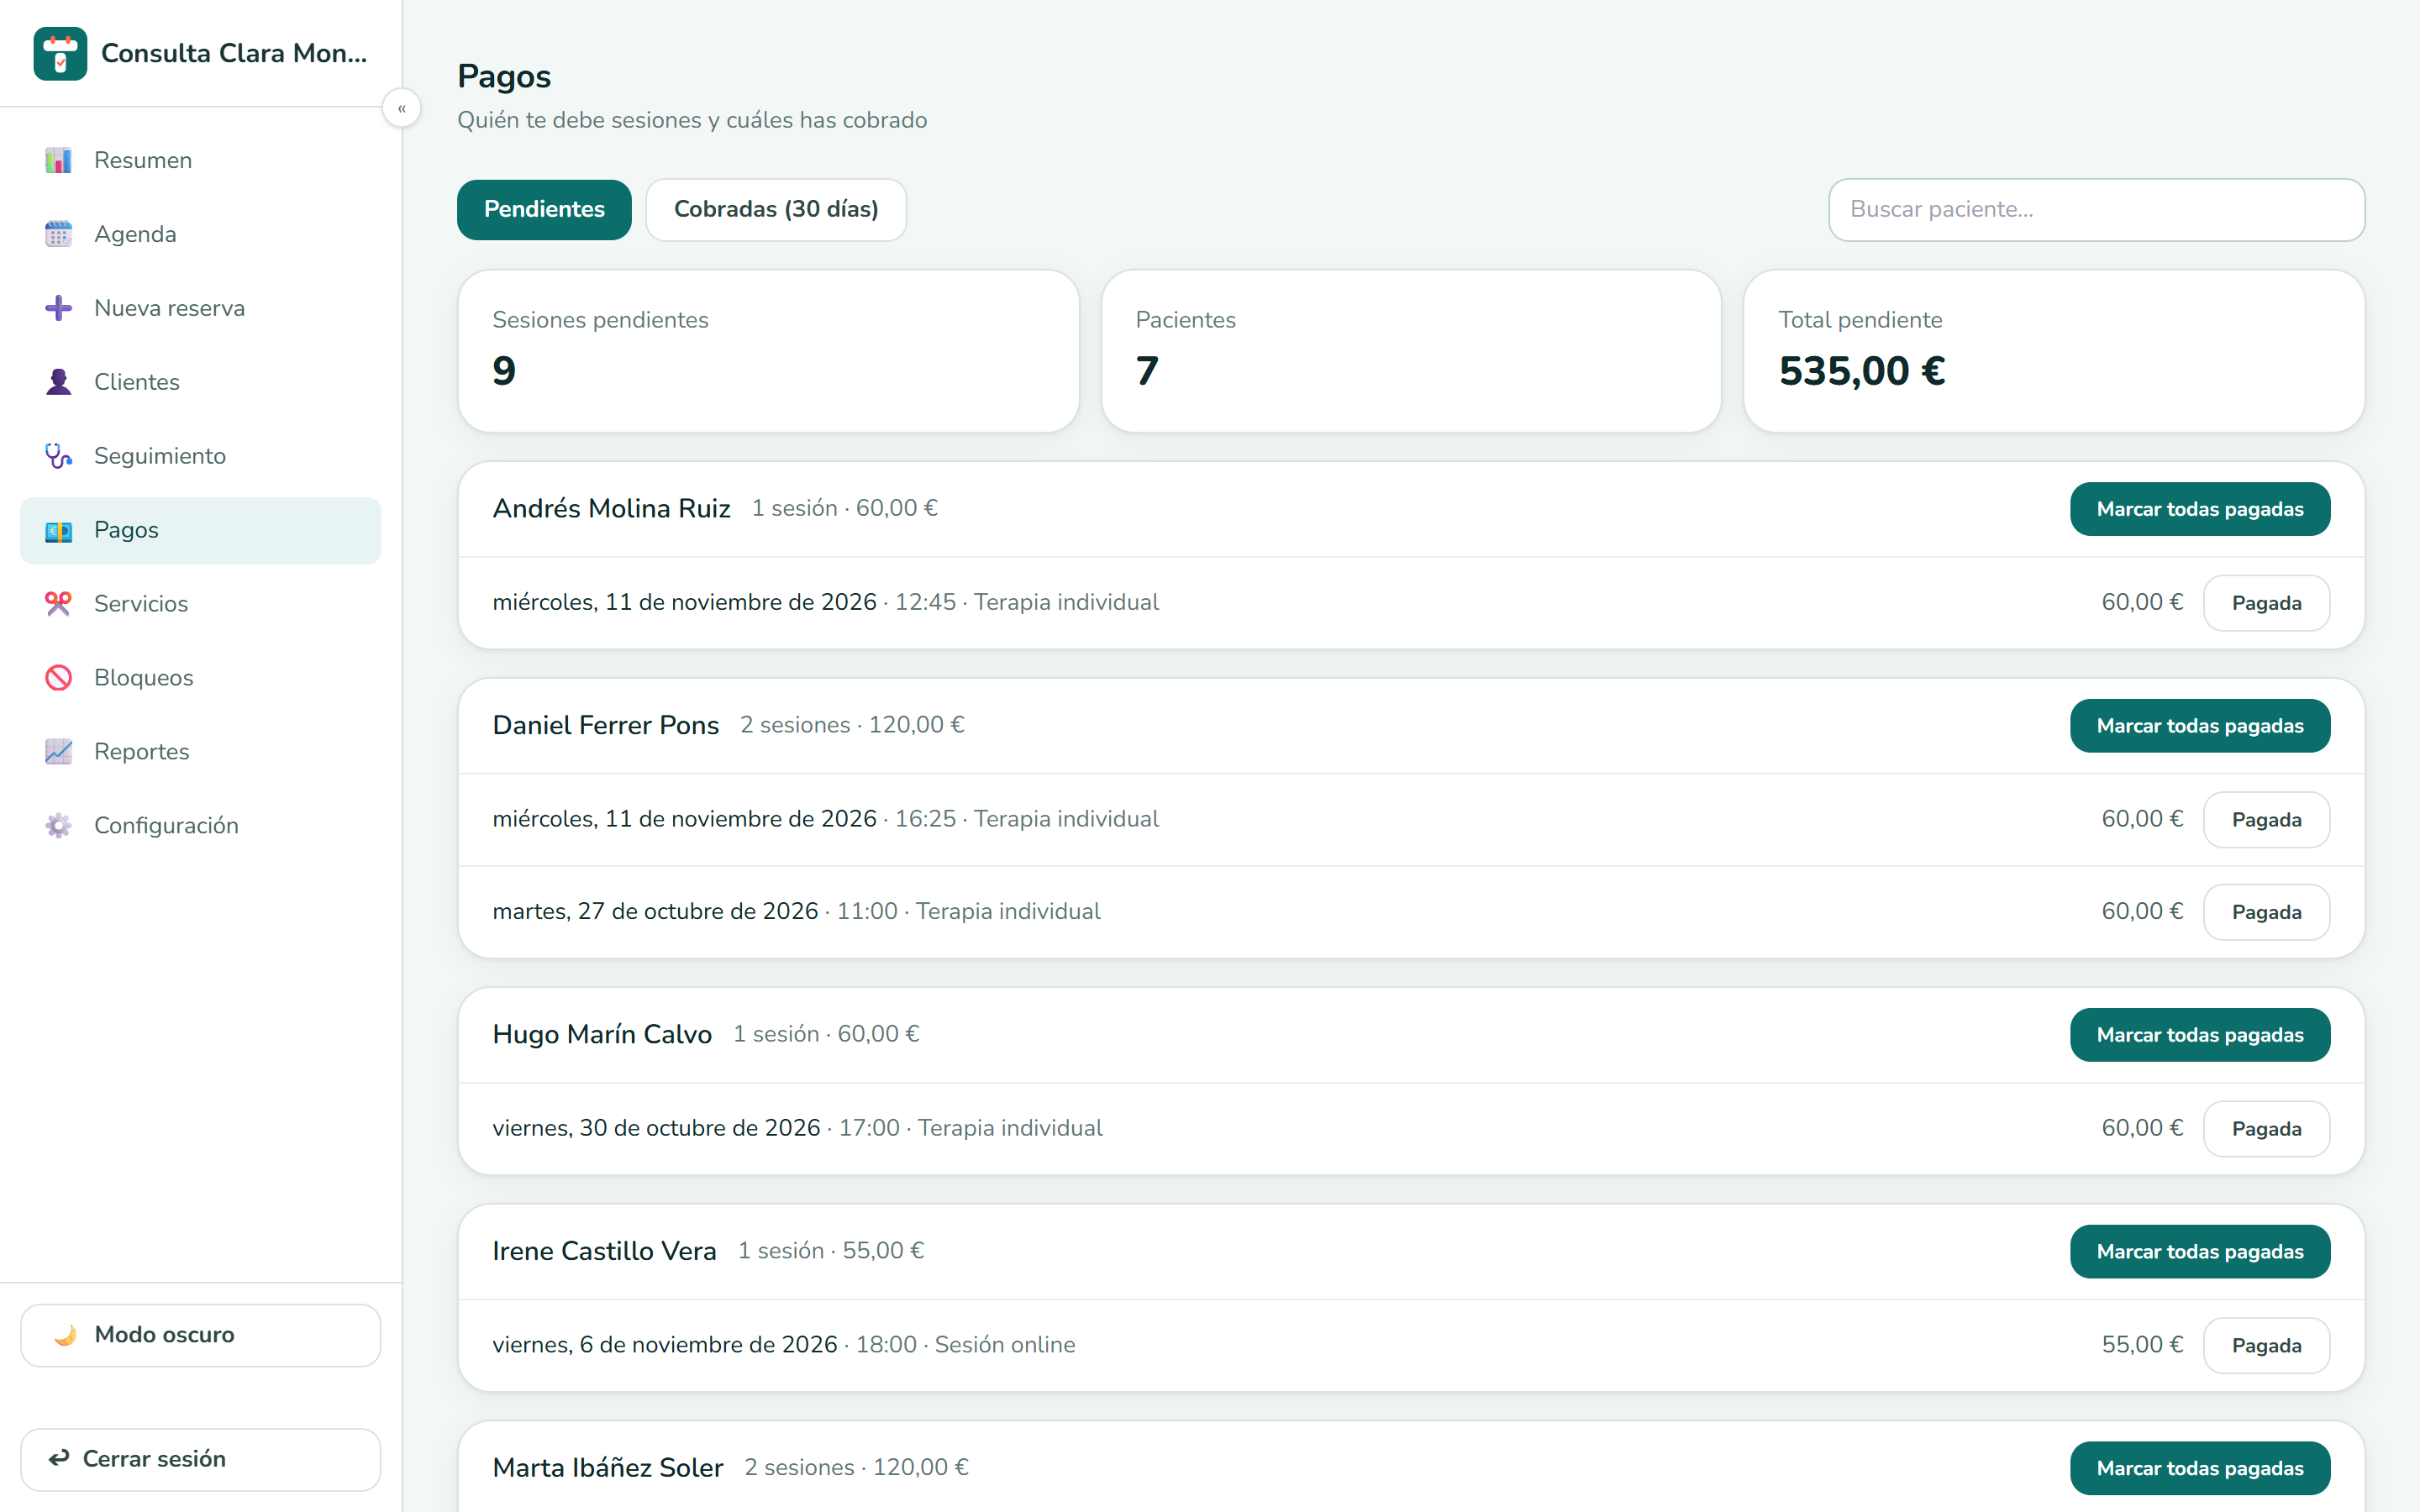 Consulta Clara Mon...
«
Resumen
Agenda
Nueva reserva
Clientes
Seguimiento
Pagos
Servicios
Bloqueos
Reportes
Configuración
Modo oscuro
Cerrar sesión
Pagos
Quién te debe sesiones y cuáles has cobrado
Pendientes
Cobradas (30 días)
Buscar paciente...
Sesiones pendientes
9
Pacientes
7
Total pendiente
535,00 €
Andrés Molina Ruiz 1 sesión · 60,00 € Marcar todas pagadas
miércoles, 11 de noviembre de 2026 · 12:45 · Terapia individual 60,00 € Pagada
Daniel Ferrer Pons 2 sesiones · 120,00 € Marcar todas pagadas
miércoles, 11 de noviembre de 2026 · 16:25 · Terapia individual 60,00 € Pagada
martes, 27 de octubre de 2026 · 11:00 · Terapia individual 60,00 € Pagada
Hugo Marín Calvo 1 sesión · 60,00 € Marcar todas pagadas
viernes, 30 de octubre de 2026 · 17:00 · Terapia individual 60,00 € Pagada
Irene Castillo Vera 1 sesión · 55,00 € Marcar todas pagadas
viernes, 6 de noviembre de 2026 · 18:00 · Sesión online 55,00 € Pagada
Marta Ibáñez Soler 2 sesiones · 120,00 € Marcar todas pagadas